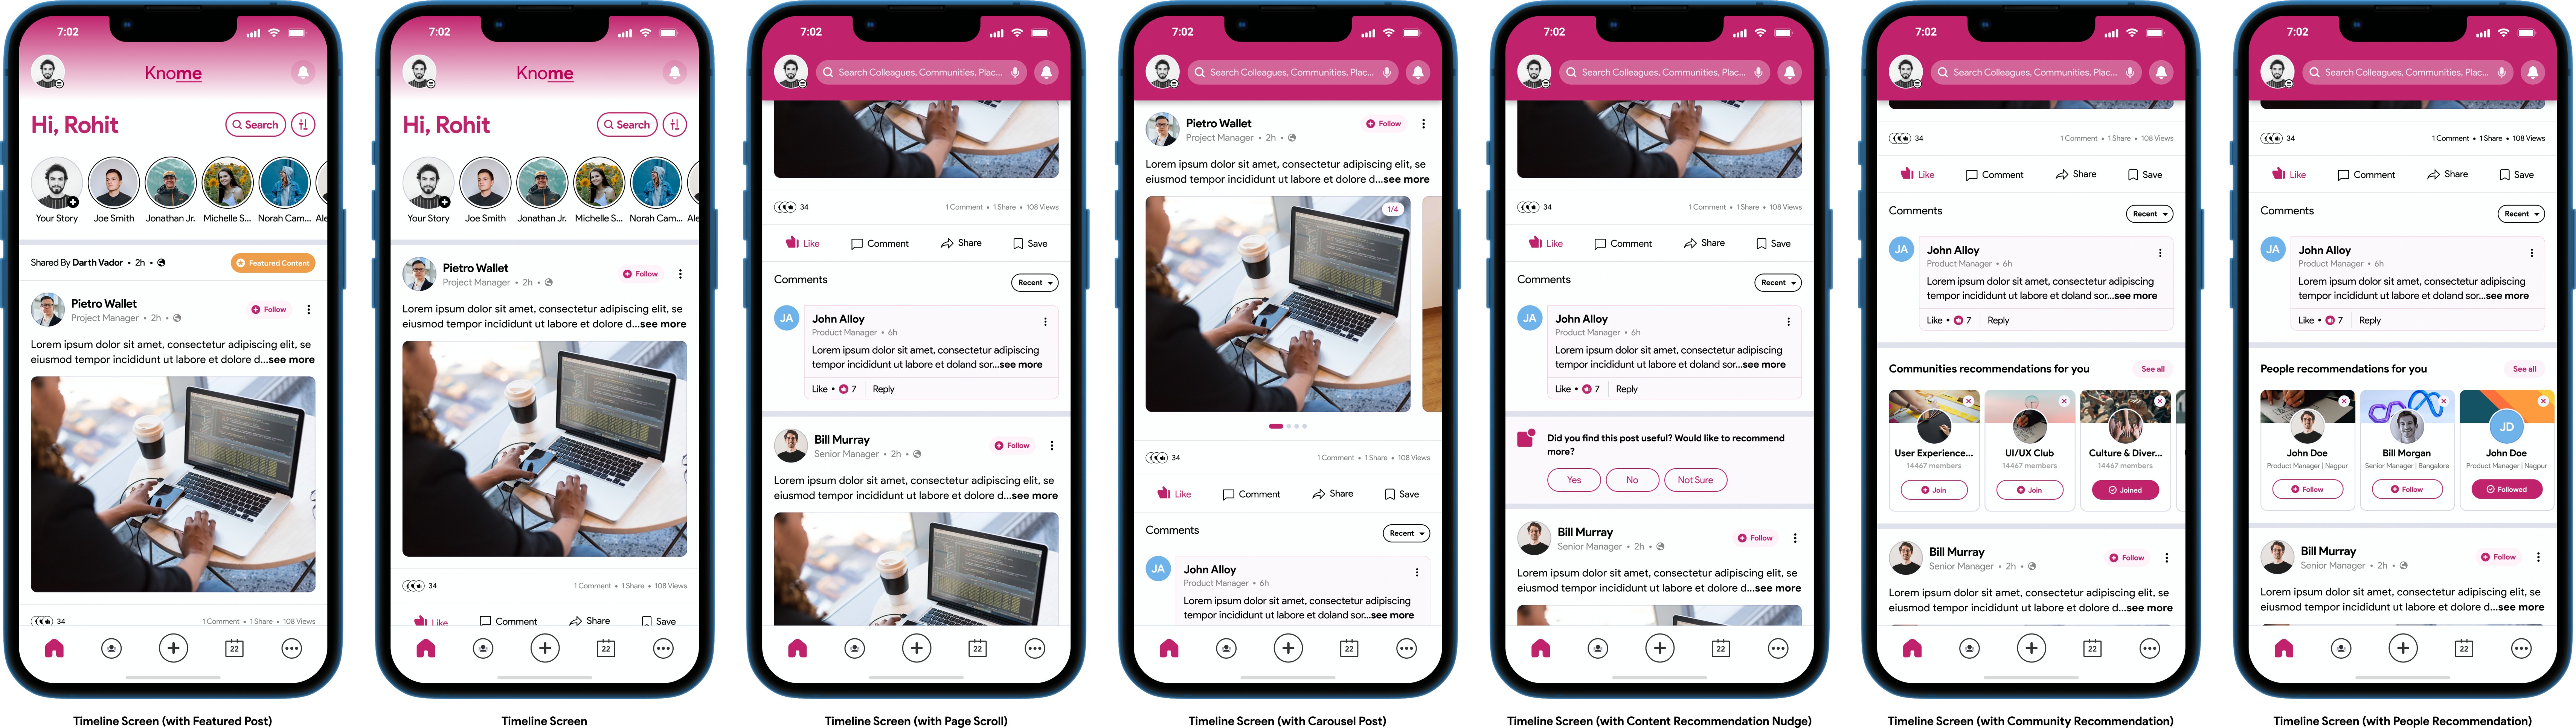 7:02
Knome
Hi, Rohit
Search
Your Story
Joe Smith
Jonathan Jr.
Michelle S...
Norah Cam...
Ale
Shared By Darth Vador • 2h •
Featured Content
Pietro Wallet
Project Manager • 2h •
Follow
Lorem ipsum dolor sit amet, consectetur adipiscing elit, se
eiusmod tempor incididunt ut labore et dolore d...see more
34
1 Comment • 1 Share • 108 Views
22
Timeline Screen (with Featured Post)
7:02
Knome
Hi, Rohit
Search
Your Story
Joe Smith
Jonathan Jr.
Michelle S...
Norah Cam...
Ale
Pietro Wallet
Project Manager • 2h •
Follow
Lorem ipsum dolor sit amet, consectetur adipiscing elit, se
eiusmod tempor incididunt ut labore et dolore d...see more
34
1 Comment • 1 Share • 108 Views
Like
Comment
Share
Save
22
Timeline Screen
7:02
Search Colleagues, Communities, Plac...
34
1 Comment • 1 Share • 108 Views
Like
Comment
Share
Save
Comments
Recent
JA
John Alloy
Product Manager • 6h
Lorem ipsum dolor sit amet, consectetur adipiscing
tempor incididunt ut labore et doland sor...see more
Like • 7
Reply
Bill Murray
Senior Manager • 2h •
Follow
Lorem ipsum dolor sit amet, consectetur adipiscing elit, se
eiusmod tempor incididunt ut labore et dolore d...see more
22
Timeline Screen (with Page Scroll)
7:02
Search Colleagues, Communities, Plac...
Pietro Wallet
Project Manager • 2h •
Follow
Lorem ipsum dolor sit amet, consectetur adipiscing elit, se
eiusmod tempor incididunt ut labore et dolore d...see more
1/4
34
1 Comment • 1 Share • 108 Views
Like
Comment
Share
Save
Comments
Recent
JA
John Alloy
Product Manager • 6h
Lorem ipsum dolor sit amet, consectetur adipiscing
tempor incididunt ut labore et doland sor...see more
22
Timeline Screen (with Carousel Post)
7:02
Search Colleagues, Communities, Plac...
34
1 Comment • 1 Share • 108 Views
Like
Comment
Share
Save
Comments
Recent
JA
John Alloy
Product Manager • 6h
Lorem ipsum dolor sit amet, consectetur adipiscing
tempor incididunt ut labore et doland sor...see more
Like • 7
Reply
Did you find this post useful? Would like to recommend
more?
Yes
No
Not Sure
Bill Murray
Senior Manager • 2h •
Follow
Lorem ipsum dolor sit amet, consectetur adipiscing elit, se
eiusmod tempor incididunt ut labore et dolore d...see more
22
Timeline Screen (with Content Recommendation Nudge)
7:02
Search Colleagues, Communities, Plac...
34
1 Comment • 1 Share • 108 Views
Like
Comment
Share
Save
Comments
Recent
JA
John Alloy
Product Manager • 6h
Lorem ipsum dolor sit amet, consectetur adipiscing
tempor incididunt ut labore et doland sor...see more
Like • 7
Reply
Communities recommendations for you
See all
User Experience...
14467 members
Join
UI/UX Club
14467 members
Join
Culture & Diver...
14467 members
Joined
Bill Murray
Senior Manager • 2h •
Follow
Lorem ipsum dolor sit amet, consectetur adipiscing elit, se
eiusmod tempor incididunt ut labore et dolore d...see more
22
Timeline Screen (with Community Recommendation)
7:02
Search Colleagues, Communities, Plac...
34
1 Comment • 1 Share • 108 Views
Like
Comment
Share
Save
Comments
Recent
JA
John Alloy
Product Manager • 6h
Lorem ipsum dolor sit amet, consectetur adipiscing
tempor incididunt ut labore et doland sor...see more
Like • 7
Reply
People recommendations for you
See all
John Doe
Product Manager | Nagpur
Follow
Bill Morgan
Senior Manager | Bangalore
Follow
JD
John Doe
Product Manager | Nagpur
Followed
Bill Murray
Senior Manager • 2h •
Follow
Lorem ipsum dolor sit amet, consectetur adipiscing elit, se
eiusmod tempor incididunt ut labore et dolore d...see more
22
Timeline Screen (with People Recommendation)